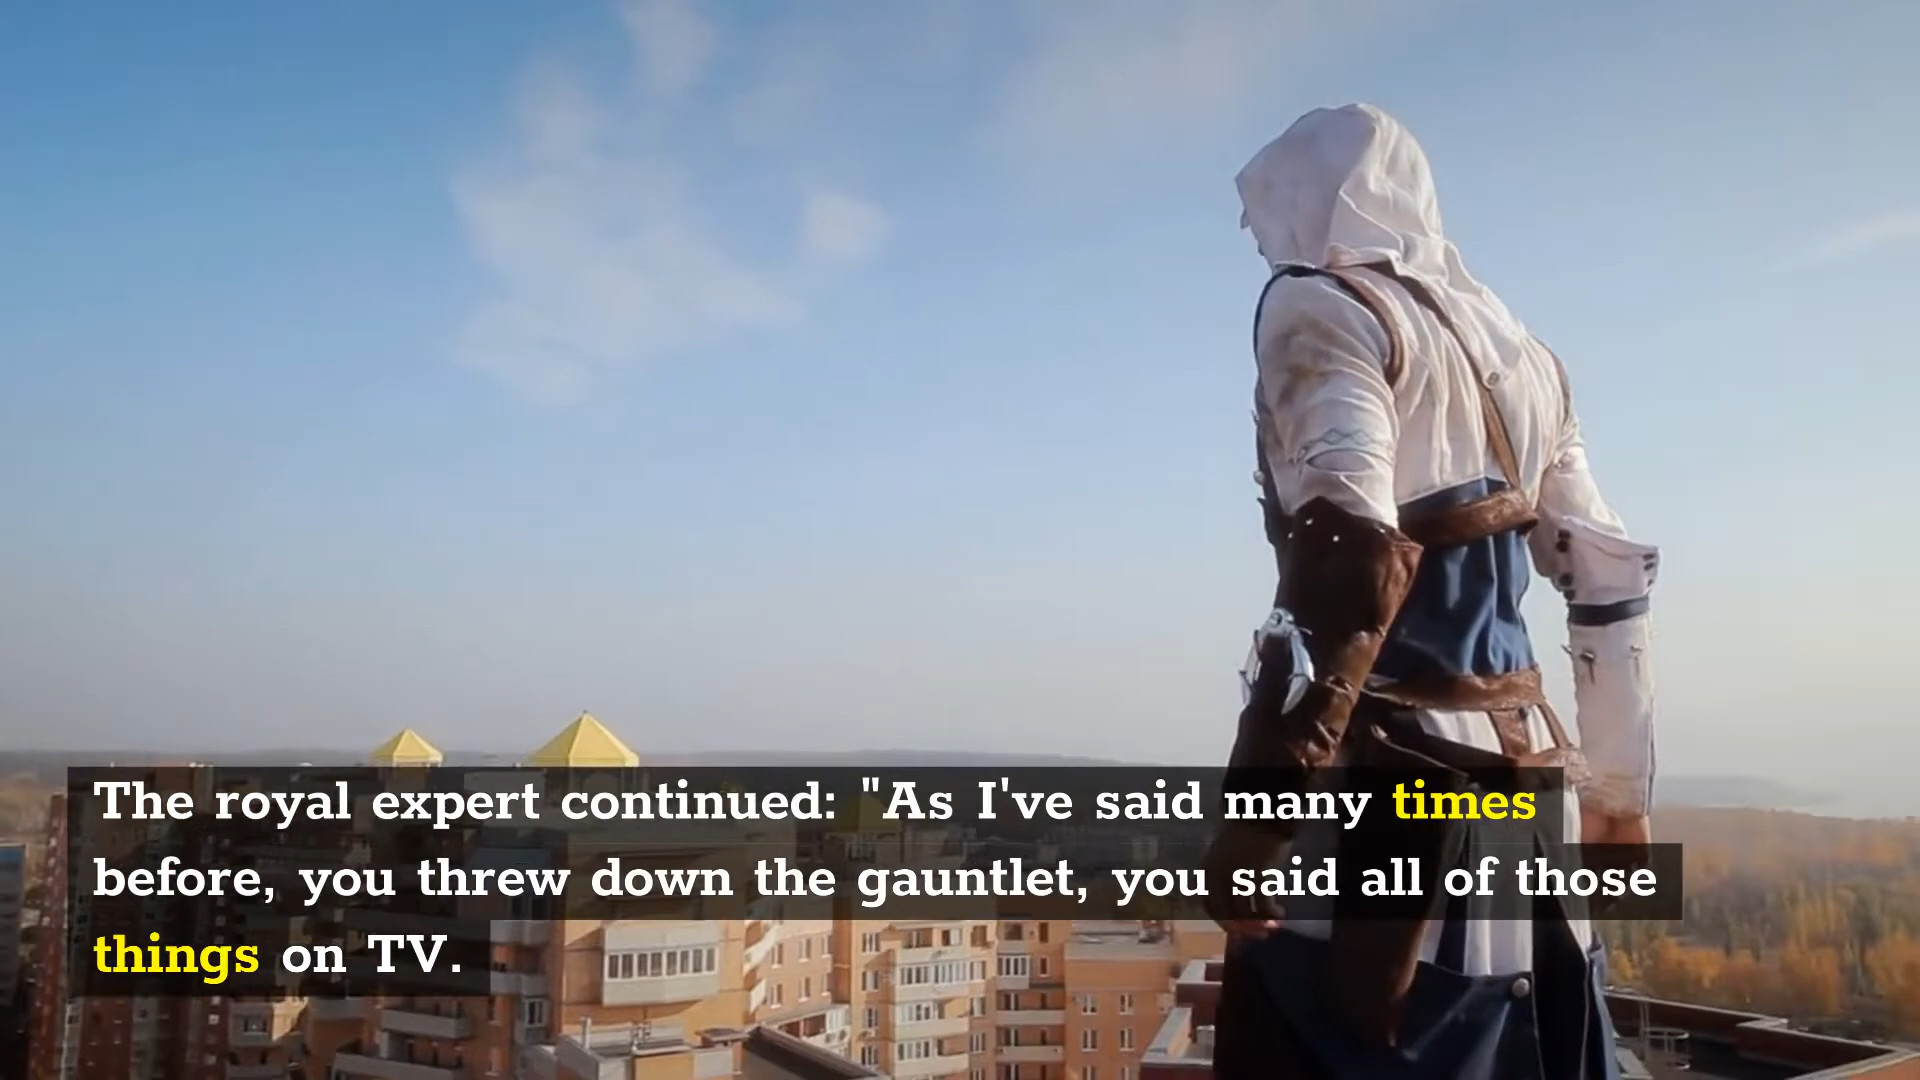 The royal expert continued: "As I've said many times
before, you threw down the gauntlet, you said all of those
things on TV.